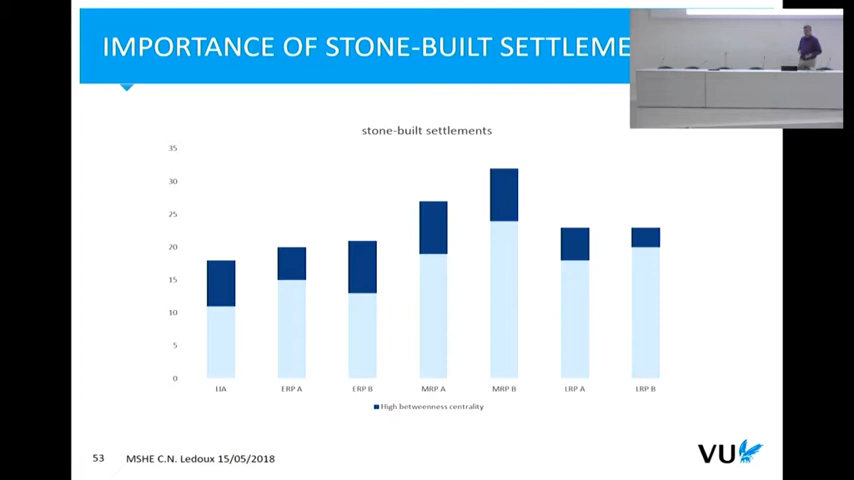 IMPORTANCE OF STONE-BUILT SETTLEME
stone-built settlements
35
30
25
20
15
10
5
0
LIA ERP A ERP B MRP A MRP B LRP A LRP B
High betweenness centrality
53 MSHE C.N. Ledoux 15/05/2018
VU